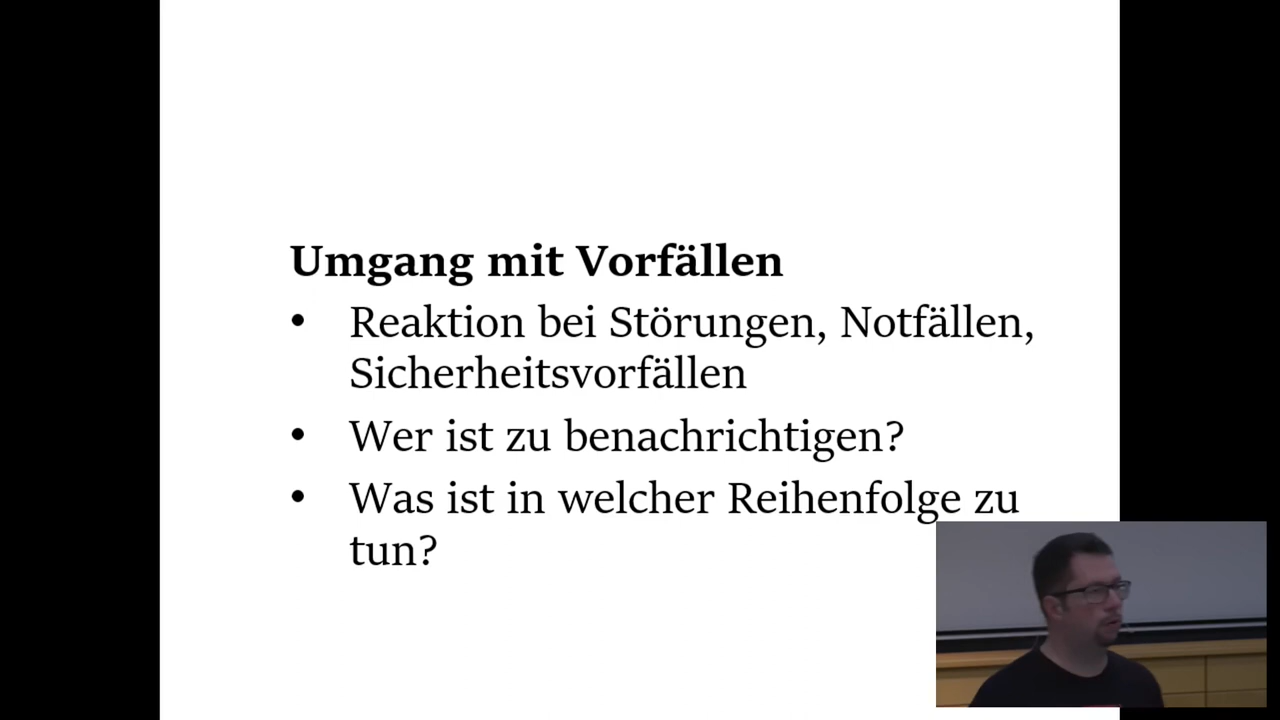 Umgang mit Vorfällen
• Reaktion bei Störungen, Notfällen,
Sicherheitsvorfällen
• Wer ist zu benachrichtigen?
• Was ist in welcher Reihenfolge zu
tun?